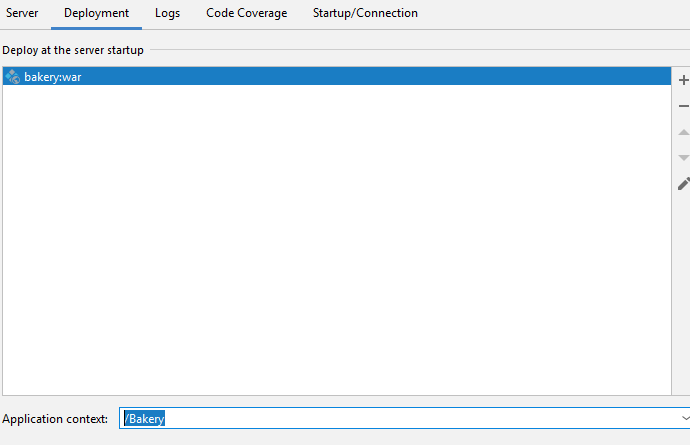 Server Deployment Logs Code Coverage Startup/Connection
Deploy at the server startup
bakery:war
Application context: /Bakery